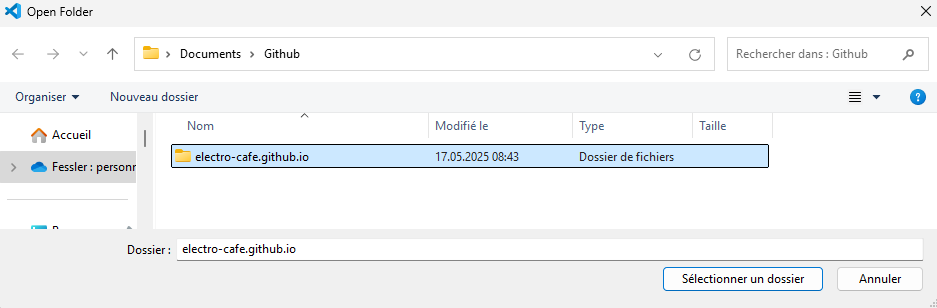 Open Folder
Documents > Github
Rechercher dans : Github
Organiser
Nouveau dossier
Nom
Modifié le
Type
Taille
Accueil
electro-cafe.github.io
17.05.2025 08:43
Dossier de fichiers
Fessler : personn
Dossier :
electro-cafe.github.io
Sélectionner un dossier
Annuler